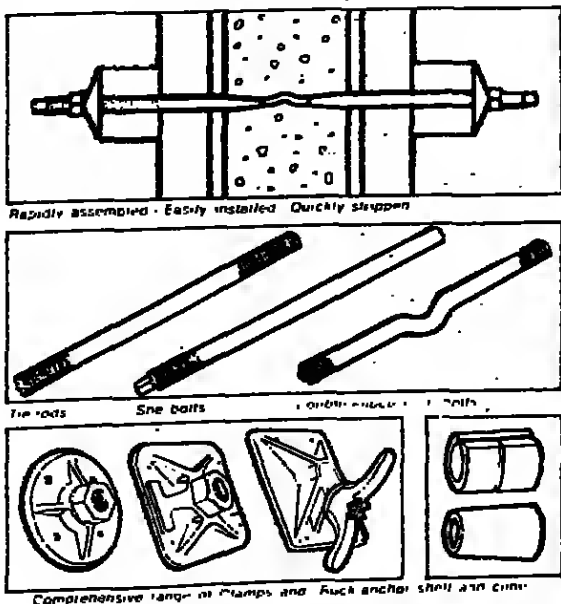 Rapidly assembled - Easily installed Quickly stripped
Tie rods She bolts
Comprehensive range of Clamps and Rock anchor shell and cone